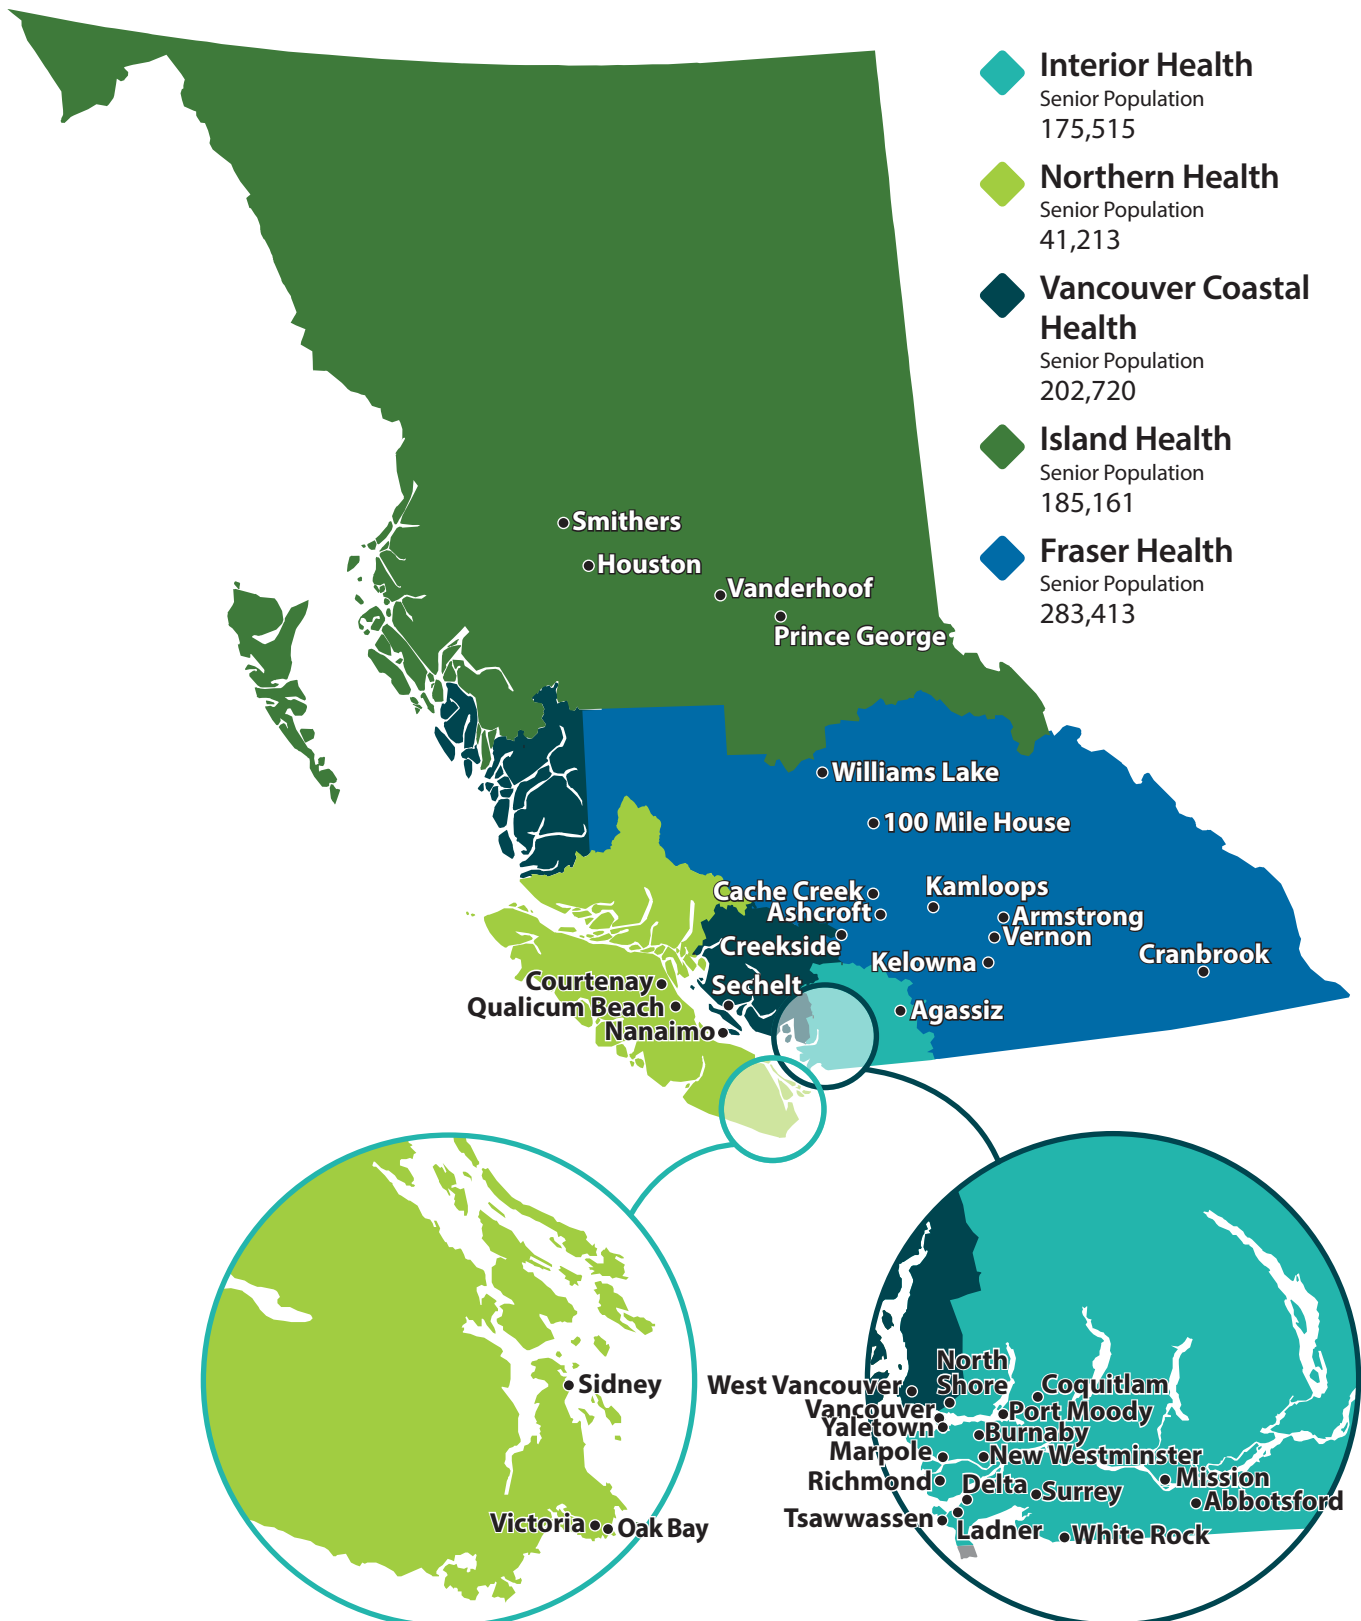 Interior Health
Senior Population
175,515
Northern Health
Senior Population
41,213
Vancouver Coastal
Health
Senior Population
202,720
Island Health
Senior Population
185,161
Fraser Health
Senior Population
283,413
Smithers
Houston
Vanderhoof
Prince George
Williams Lake
100 Mile House
Cache Creek
Kamloops
Ashcroft
Armstrong
Creekside
Vernon
Kelowna
Cranbrook
Courtenay
Sechelt
Qualicum Beach
Agassiz
Nanaimo
Sidney
Victoria
Oak Bay
North
Shore
West Vancouver
Coquitlam
Vancouver
Port Moody
Yaletown
Burnaby
Marpole
New Westminster
Richmond
Delta
Surrey
Mission
Abbotsford
Tsawwassen
Ladner
White Rock